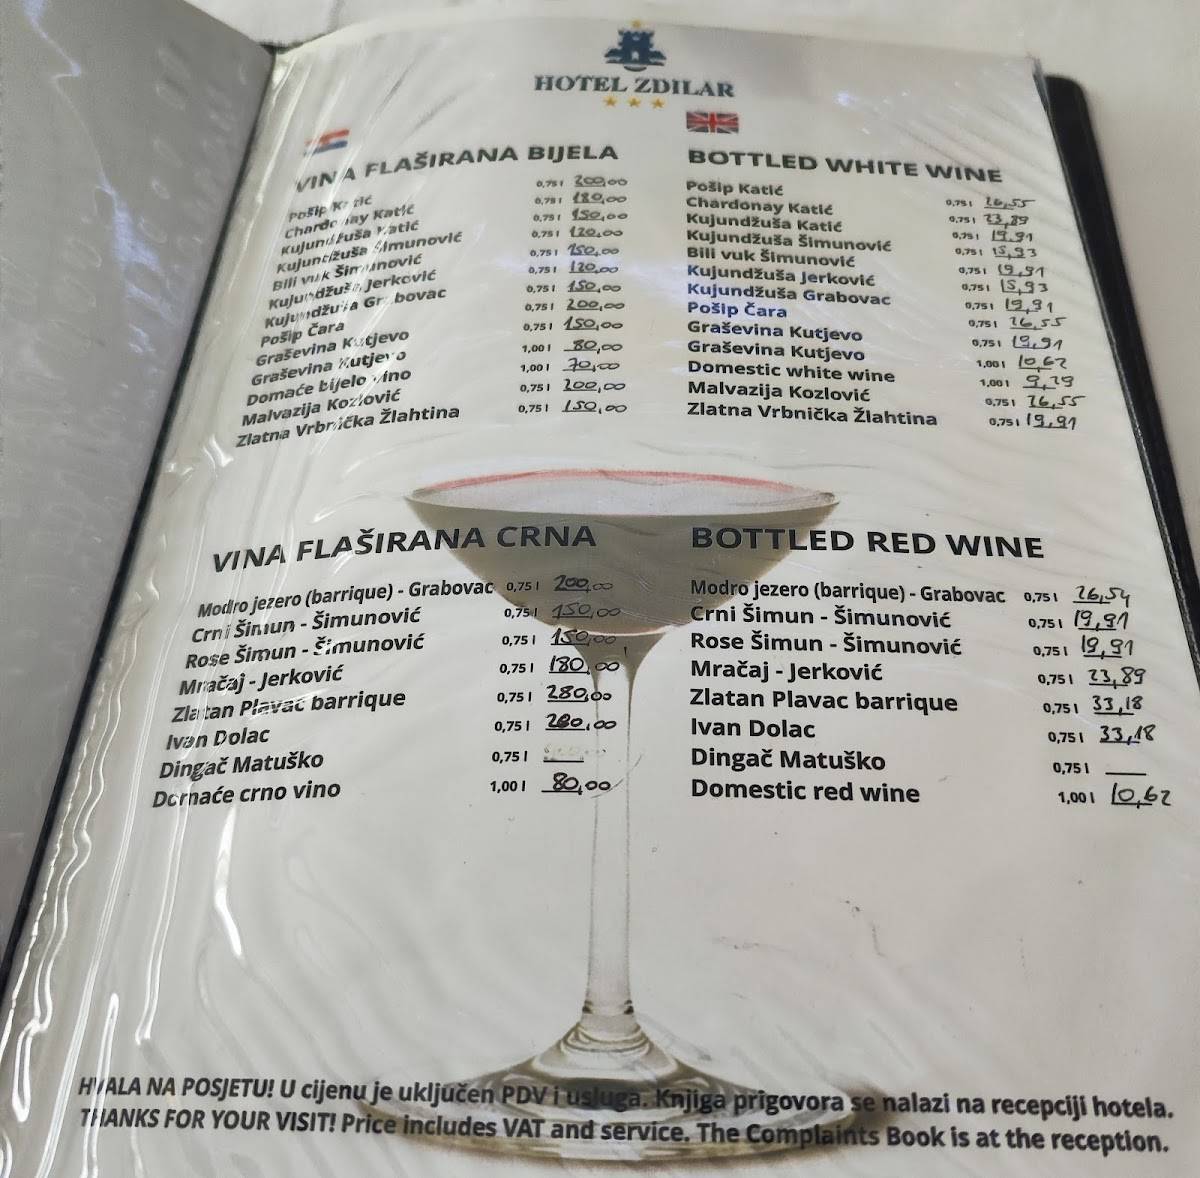 HOTEL ZDILAR
VINA FLAŠIRANA BIJELA
Pošip Katić 0,75 l 200,00
Chardonay Katić 0,75 l 180,00
Kujundžuša Katić 0,75 l 150,00
Kujundžuša Šimunović 0,75 l 120,00
Bili vuk Šimunović 0,75 l 150,00
Kujundžuša Jerković 0,75 l 120,00
Kujundžuša Grabovac 0,75 l 150,00
Pošip Čara 0,75 l 200,00
Graševina Kutjevo 0,75 l 150,00
Graševina Kutjevo 1,00 l 80,00
Domaće bijelo vino 1,00 l 70,00
Malvazija Kozlović 0,75 l 200,00
Zlatna Vrbnička Žlahtina 0,75 l 150,00
BOTTLED WHITE WINE
Pošip Katić 0,75 l 26,55
Chardonay Katić 0,75 l 23,89
Kujundžuša Katić 0,75 l 19,91
Kujundžuša Šimunović 0,75 l 15,93
Bili vuk Šimunović 0,75 l 19,91
Kujundžuša Jerković 0,75 l 15,93
Kujundžuša Grabovac 0,75 l 19,91
Pošip Čara 0,75 l 26,55
Graševina Kutjevo 0,75 l 19,91
Graševina Kutjevo 1,00 l 10,62
Domestic white wine 1,00 l 9,29
Malvazija Kozlović 0,75 l 26,55
Zlatna Vrbnička Žlahtina 0,75 l 19,91
VINA FLAŠIRANA CRNA
Modro jezero (barrique) - Grabovac 0,75 l 200,00
Crni Šimun - Šimunović 0,75 l 150,00
Rose Šimun - Šimunović 0,75 l 150,00
Mračaj - Jerković 0,75 l 180,00
Zlatan Plavac barrique 0,75 l
Ivan Dolac 0,75 l
Dingač Matuško 0,75 l
Domaće crno vino 1,00 l 80,00
BOTTLED RED WINE
Modro jezero (barrique) - Grabovac 0,75 l 26,54
Crni Šimun - Šimunović 0,75 l 19,91
Rose Šimun - Šimunović 0,75 l 19,91
Mračaj - Jerković 0,75 l 23,89
Zlatan Plavac barrique 0,75 l 33,18
Ivan Dolac 0,75 l 33,18
Dingač Matuško 0,75 l
Domestic red wine 1,00 l 10,62
HVALA NA POSJETU! U cijenu je uključen PDV i usluga. Knjiga prigovora se nalazi na recepciji hotela.
THANKS FOR YOUR VISIT! Price includes VAT and service. The Complaints Book is at the reception.